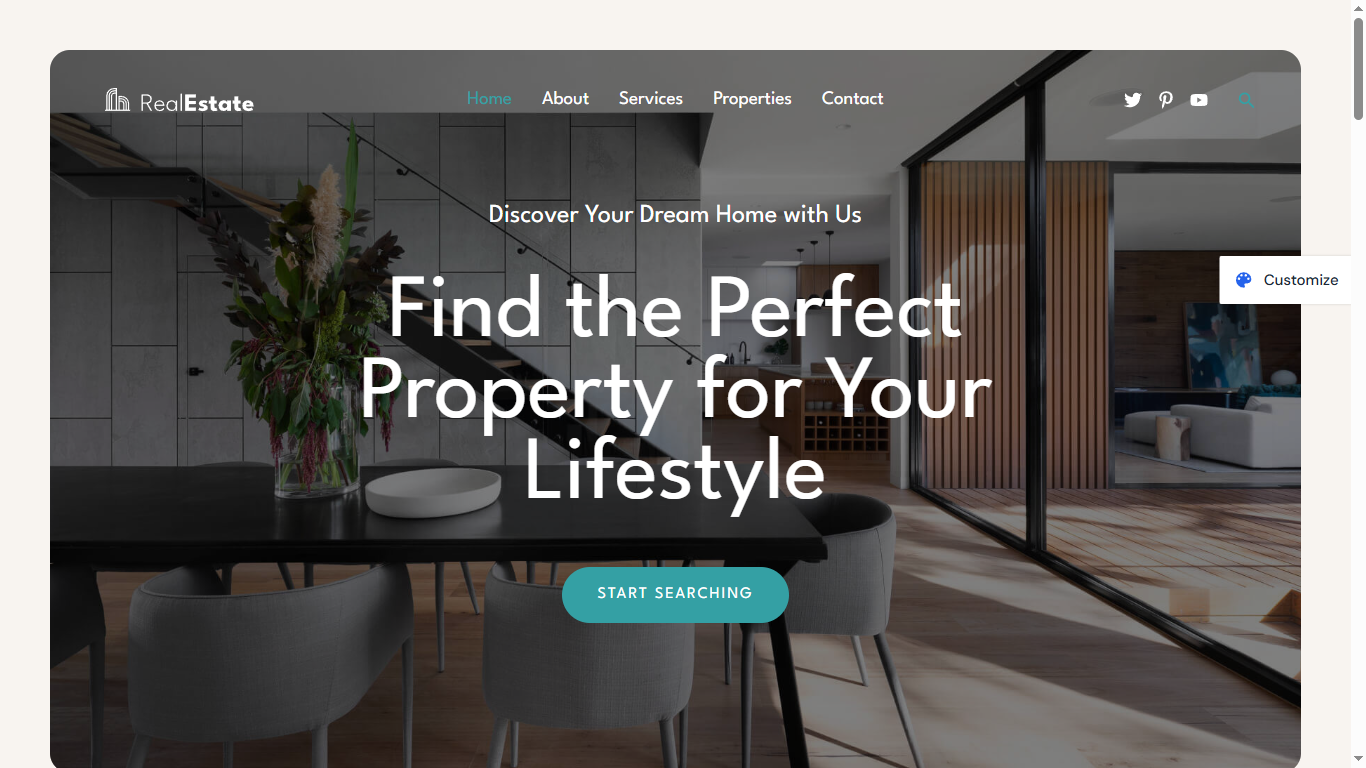 RealEstate
Home About Services Properties Contact
Discover Your Dream Home with Us
Find the Perfect
Property for Your
Lifestyle
Customize
START SEARCHING